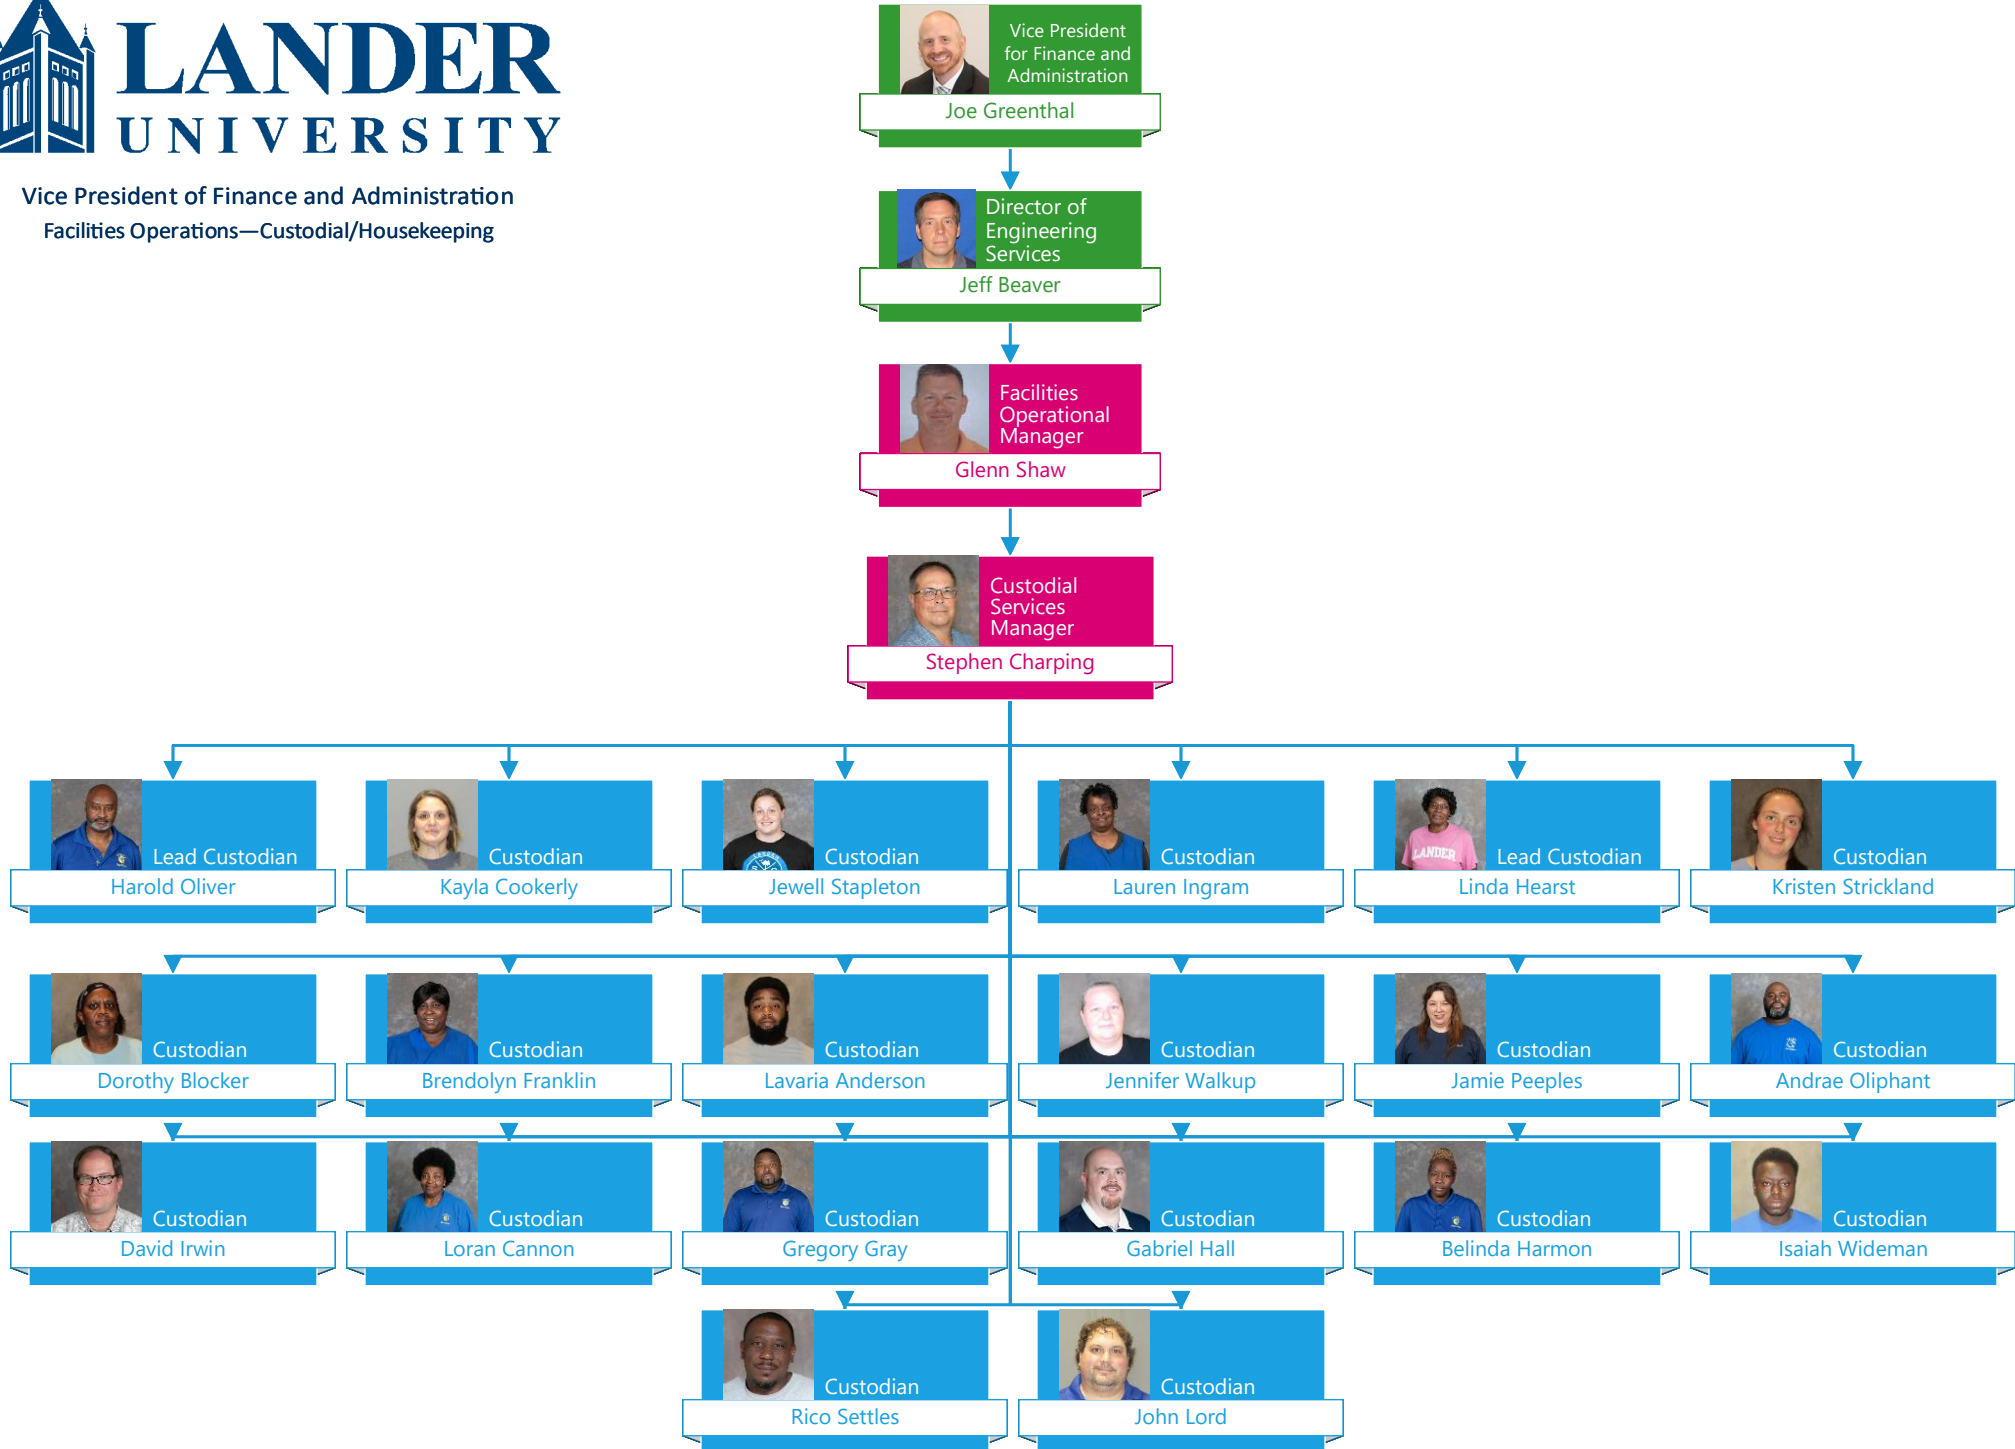 LANDER
UNIVERSITY
Vice President of Finance and Administration
Facilities Operations—Custodial/Housekeeping
Vice President
for Finance and
Administration
Joe Greenthal
Director of
Engineering
Services
Jeff Beaver
Facilities
Operational
Manager
Glenn Shaw
Custodial
Services
Manager
Stephen Charping
Lead Custodian
Harold Oliver
Custodian
Kayla Cookerly
Custodian
Jewell Stapleton
Custodian
Lauren Ingram
LANDER
Lead Custodian
Linda Hearst
Custodian
Kristen Strickland
Custodian
Dorothy Blocker
Custodian
Brendolyn Franklin
Custodian
Lavaria Anderson
Custodian
Jennifer Walkup
Custodian
Jamie Peeples
Custodian
Andrae Oliphant
Custodian
David Irwin
Custodian
Loran Cannon
Custodian
Gregory Gray
Custodian
Gabriel Hall
Custodian
Belinda Harmon
Custodian
Isaiah Wideman
Custodian
Rico Settles
Custodian
John Lord